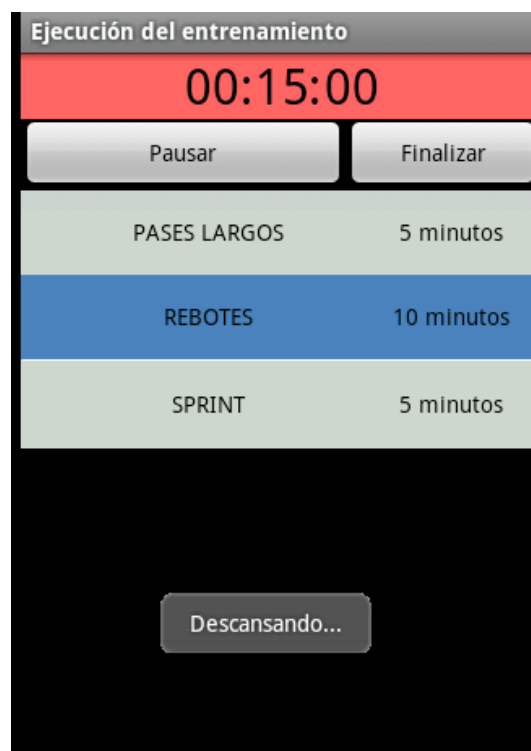 Ejecución del entrenamiento
00:15:00
Pausar Finalizar
PASES LARGOS 5 minutos
REBOTES 10 minutos
SPRINT 5 minutos
Descansando...